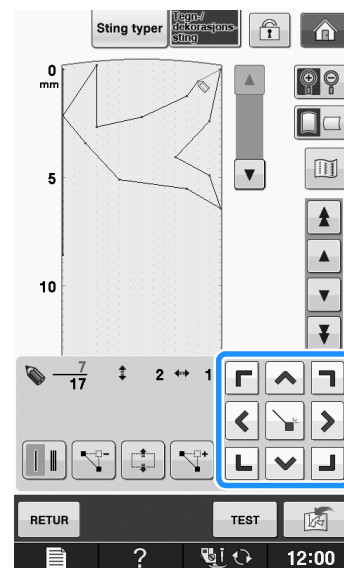 Sting typer
Tegn-/
dekorasjons-
sting
0
mm
5
10
7
17
2
1
RETUR
TEST
?
12:00